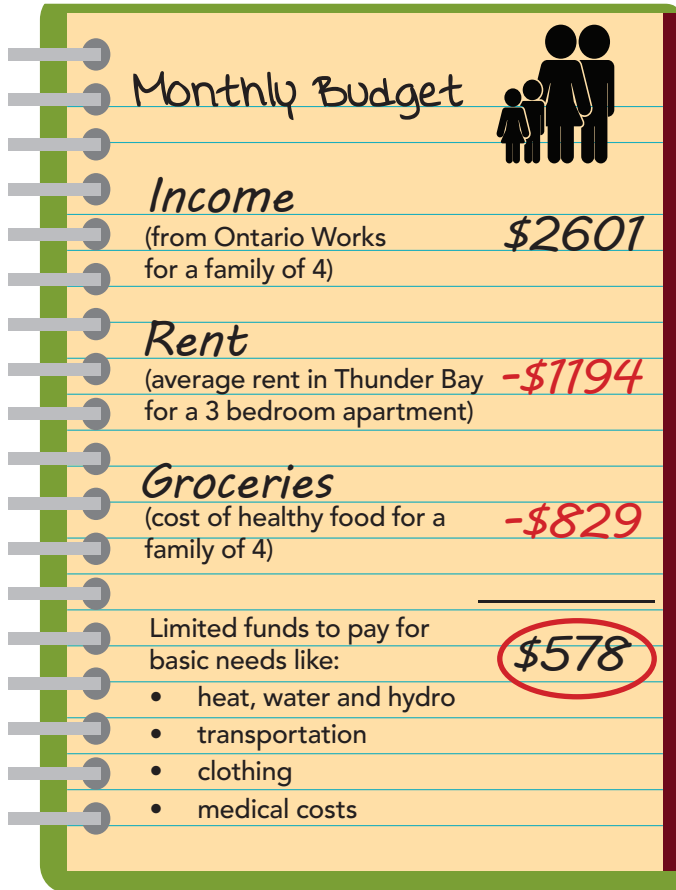 Monthly Budget
Income
(from Ontario Works
for a family of 4)
$2601
Rent
(average rent in Thunder Bay
for a 3 bedroom apartment)
-$1194
Groceries
(cost of healthy food for a
family of 4)
-$829
Limited funds to pay for
basic needs like:
$578
• heat, water and hydro
• transportation
• clothing
• medical costs